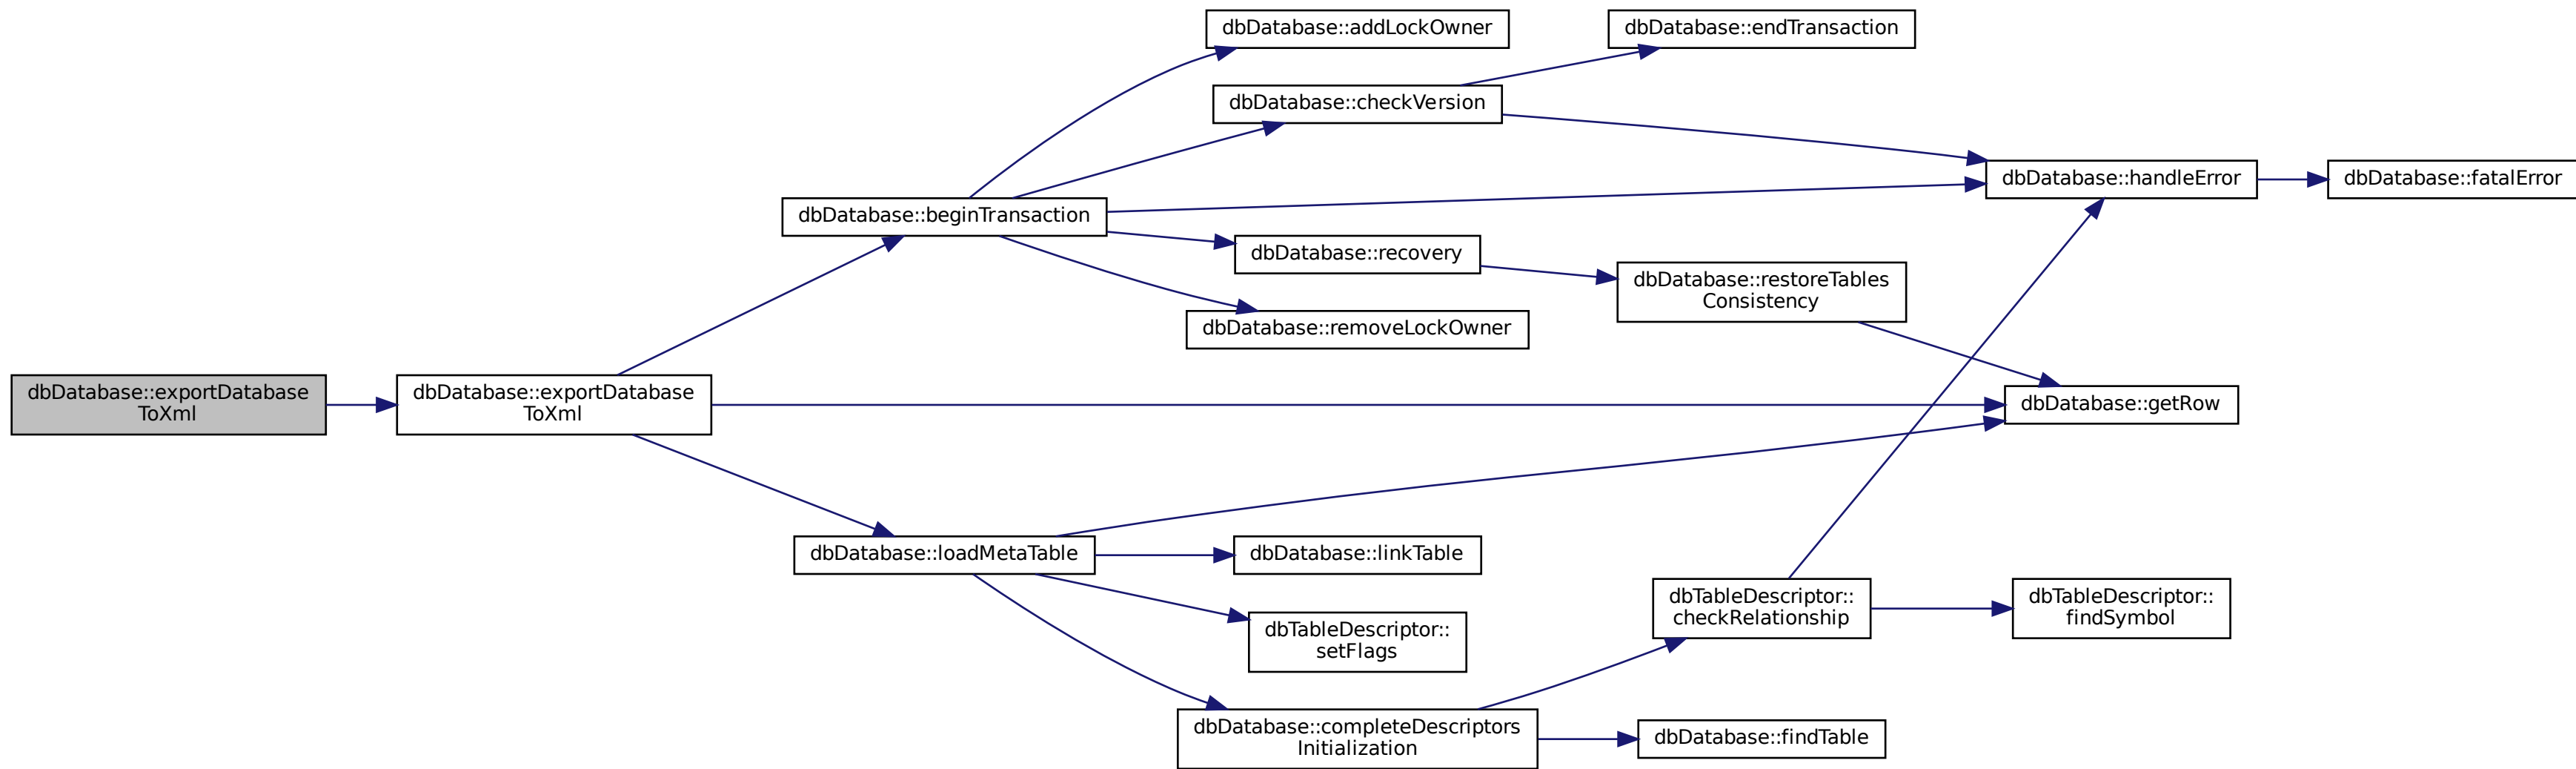 dbDatabase::addLockOwner
dbDatabase::endTransaction
dbDatabase::checkVersion
dbDatabase::handleError
dbDatabase::fatalError
dbDatabase::beginTransaction
dbDatabase::recovery
dbDatabase::restoreTables
Consistency
dbDatabase::removeLockOwner
dbDatabase::exportDatabase
ToXml
dbDatabase::exportDatabase
ToXml
dbDatabase::getRow
dbDatabase::loadMetaTable
dbDatabase::linkTable
dbTableDescriptor::
checkRelationship
dbTableDescriptor::
findSymbol
dbTableDescriptor::
setFlags
dbDatabase::completeDescriptors
Initialization
dbDatabase::findTable